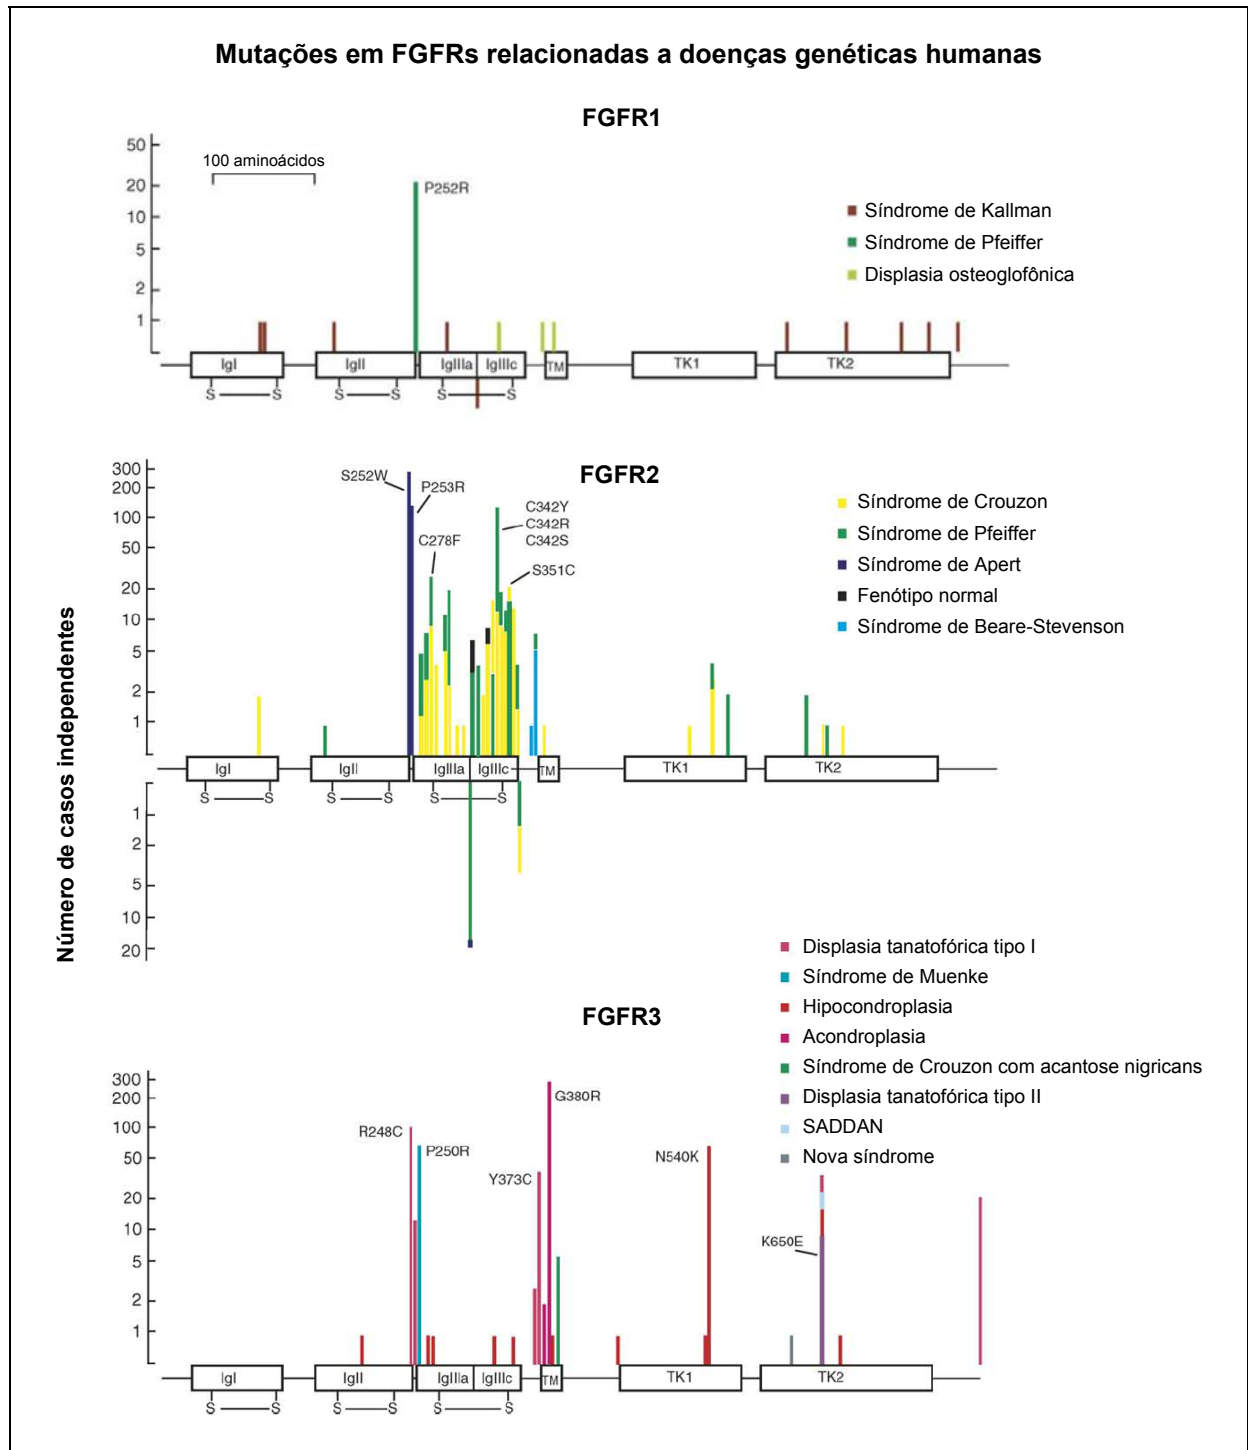 Mutações em FGFRs relacionadas a doenças genéticas humanas
FGFR1
50
20
10
5
2
1
100 aminoácidos
P252R
Síndrome de Kallman
Síndrome de Pfeiffer
Displasia osteoglofônica
IgI
IgII
IgIIIa
IgIIIc
TM
TK1
TK2
S S
S S
S S
Número de casos independentes
FGFR2
300
200
100
50
20
10
5
2
1
1
2
5
10
20
S252W
P253R
C278F
C342Y
C342R
C342S
S351C
Síndrome de Crouzon
Síndrome de Pfeiffer
Síndrome de Apert
Fenótipo normal
Síndrome de Beare-Stevenson
IgI
IgII
IgIIIa
IgIIIc
TM
TK1
TK2
S S
S S
S S
FGFR3
300
200
100
50
20
10
5
2
1
R248C
P250R
Y373C
G380R
N540K
K650E
Displasia tanatofórica tipo I
Síndrome de Muenke
Hipocondroplasia
Acondroplasia
Síndrome de Crouzon com acantose nigricans
Displasia tanatofórica tipo II
SADDAN
Nova síndrome
IgI
IgII
IgIIIa
IgIIIc
TM
TK1
TK2
S S
S S
S S